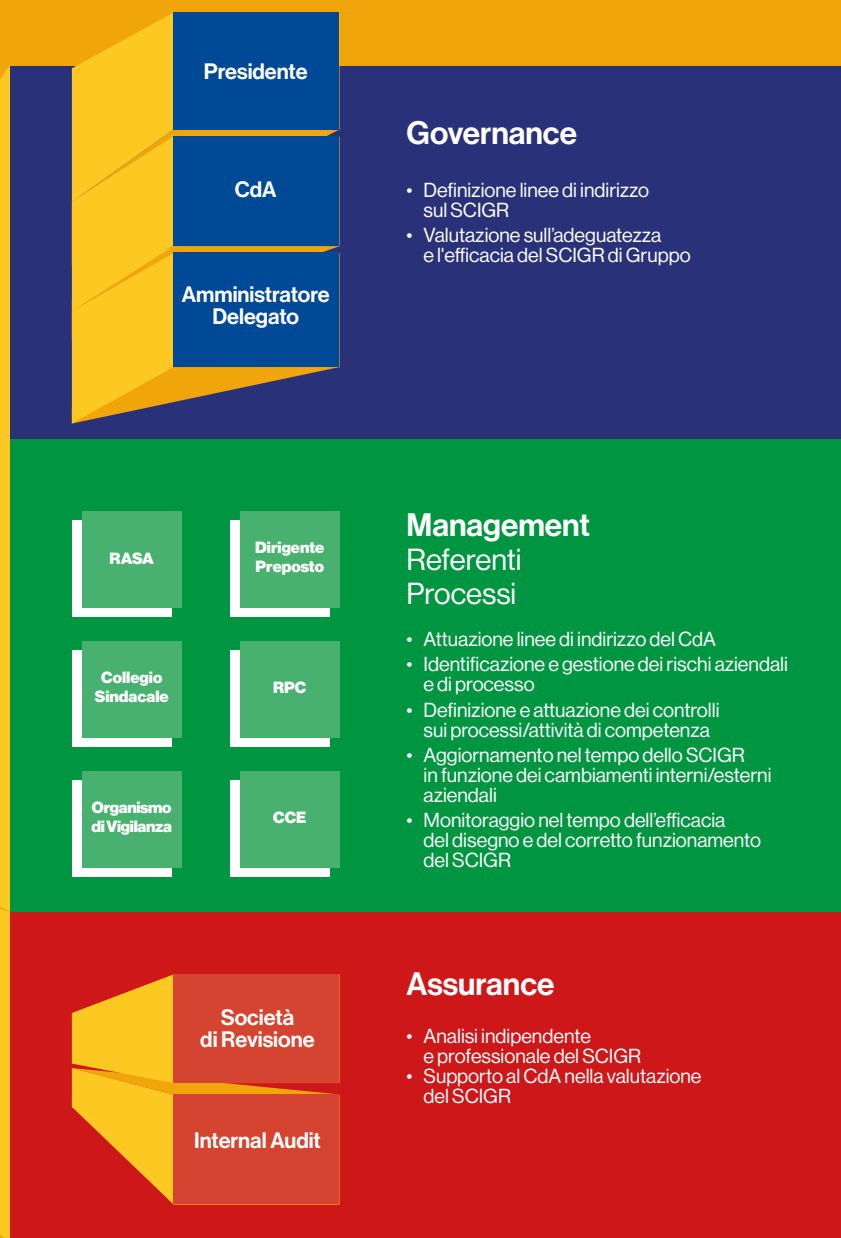 Presidente
CdA
Amministratore
Delegato
Governance
• Definizione linee di indirizzo
sul SCIGR
• Valutazione sull'adeguatezza
e l'efficacia del SCIGR di Gruppo
RASA
Dirigente
Preposto
Collegio
Sindacale
RPC
Organismo
di Vigilanza
CCE
Management
Referenti
Processi
• Attuazione linee di indirizzo del CdA
• Identificazione e gestione dei rischi aziendali
e di processo
• Definizione e attuazione dei controlli
sui processi/attività di competenza
• Aggiornamento nel tempo dello SCIGR
in funzione dei cambiamenti interni/esterni
aziendali
• Monitoraggio nel tempo dell'efficacia
del disegno e del corretto funzionamento
del SCIGR
Società
di Revisione
Internal Audit
Assurance
• Analisi indipendente
e professionale del SCIGR
• Supporto al CdA nella valutazione
del SCIGR